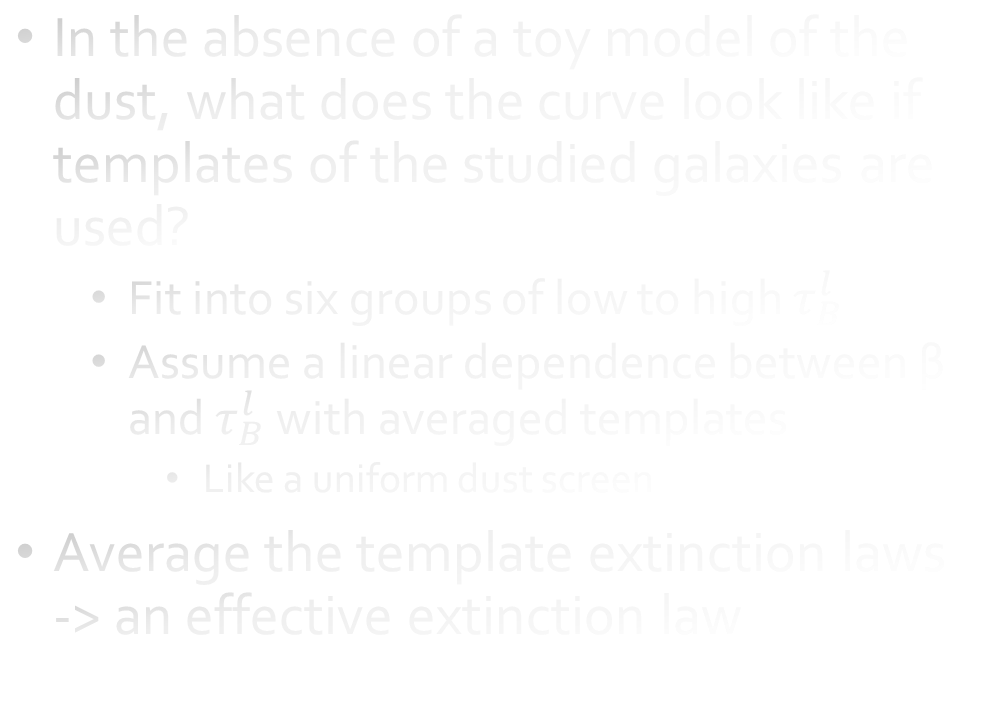 • In the absence of a toy model of the
dust, what does the curve look like if
templates of the studied galaxies are
used?
• Fit into six groups of low to high τ_B^l
• Assume a linear dependence between β
and τ_B^l with averaged templates
• Like a uniform dust screen
• Average the template extinction laws
-> an effective extinction law